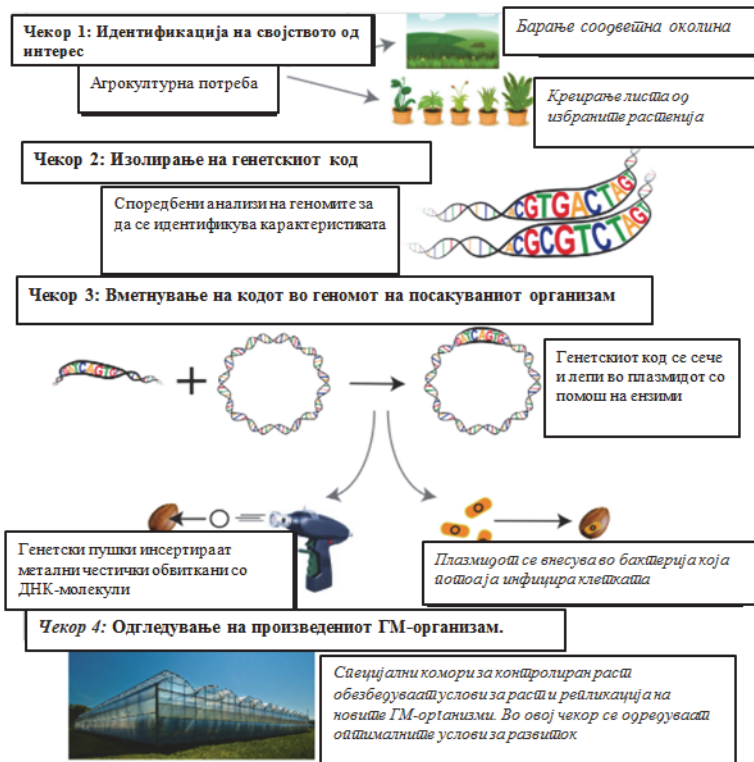 Чекор 1: Идентификација на својството од
интерес
Агрокултурна потреба
Барање соодветна околина
Креирање листа од
избраните растенија
Чекор 2: Изолирање на генетскиот код
Споредбени анализи на геномите за
да се идентификува карактеристиката
ACGTGACTAGT
ACGCGTCTAGT
Чекор 3: Вметнување на кодот во геномот на посакуваниот организам
GATCAGTGC
GATCAGTGC
Генетскиот код се сече
и лепи во плазмидот со
помош на ензими
Генетски пушки инсертираат
метални честички обвиткани со
ДНК-молекули
Плазмидот се внесува во бактерија која
потоа ја инфицира клетката
Чекор 4: Одгледување на произведениот ГМ-организам.
Специјални комори за контролиран раст
обезбедуваат услови за раст и репликација на
новите ГМ-организми. Во овој чекор се одредуваат
оптималните услови за развиток